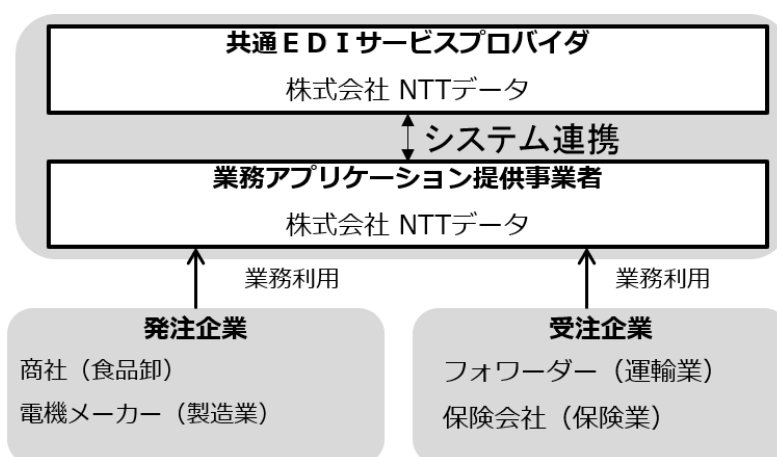 共通ＥＤＩサービスプロバイダ
株式会社 NTTデータ
システム連携
業務アプリケーション提供事業者
株式会社 NTTデータ
業務利用
業務利用
発注企業
商社（食品卸）
電機メーカー（製造業）
受注企業
フォワーダー（運輸業）
保険会社（保険業）